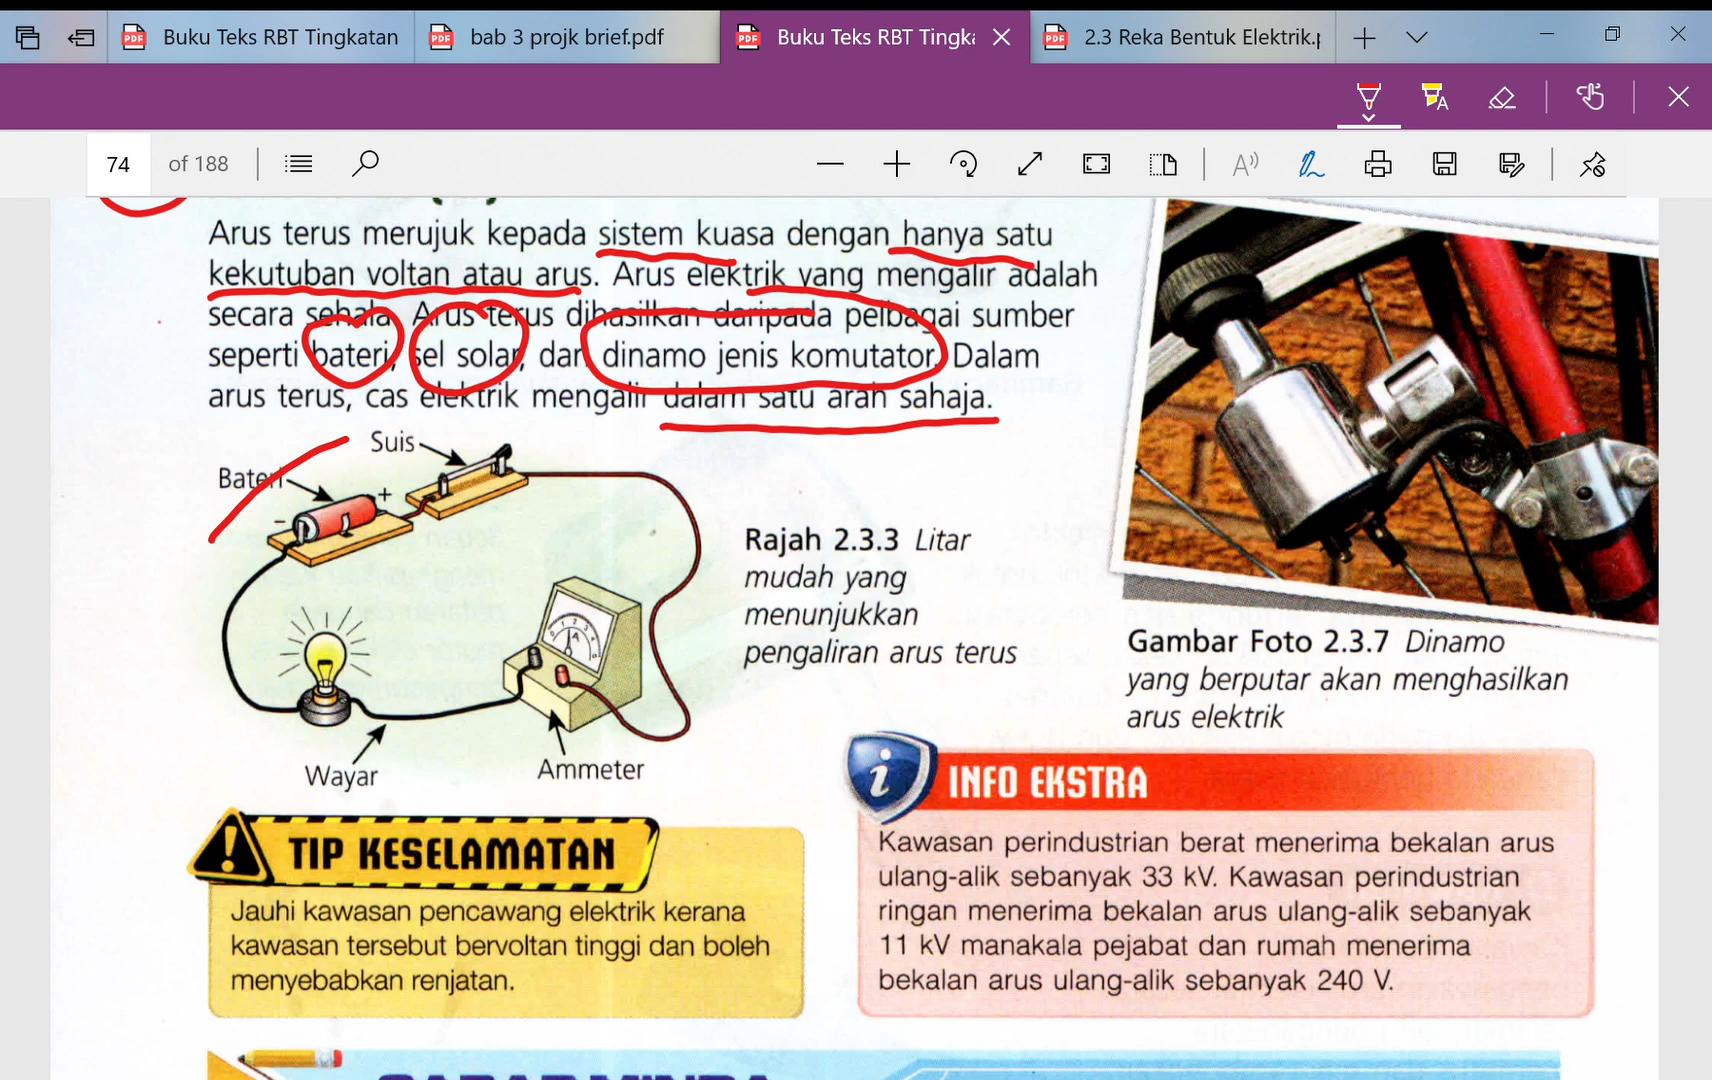 Buku Teks RBT Tingkatan
bab 3 projk brief.pdf
Buku Teks RBT Tingka
2.3 Reka Bentuk Elektrik.p
74 of 188
Arus terus merujuk kepada sistem kuasa dengan hanya satu
kekutuban voltan atau arus. Arus elektrik yang mengalir adalah
secara sehala. Arus terus dihasilkan daripada pelbagai sumber
seperti bateri, sel solar, dan dinamo jenis komutator. Dalam
arus terus, cas elektrik mengalir dalam satu arah sahaja.
Suis
Bateri
+
−
A
Wayar
Ammeter
Rajah 2.3.3 Litar
mudah yang
menunjukkan
pengaliran arus terus
Gambar Foto 2.3.7 Dinamo
yang berputar akan menghasilkan
arus elektrik
TIP KESELAMATAN
Jauhi kawasan pencawang elektrik kerana
kawasan tersebut bervoltan tinggi dan boleh
menyebabkan renjatan.
i INFO EKSTRA
Kawasan perindustrian berat menerima bekalan arus
ulang-alik sebanyak 33 kV. Kawasan perindustrian
ringan menerima bekalan arus ulang-alik sebanyak
11 kV manakala pejabat dan rumah menerima
bekalan arus ulang-alik sebanyak 240 V.